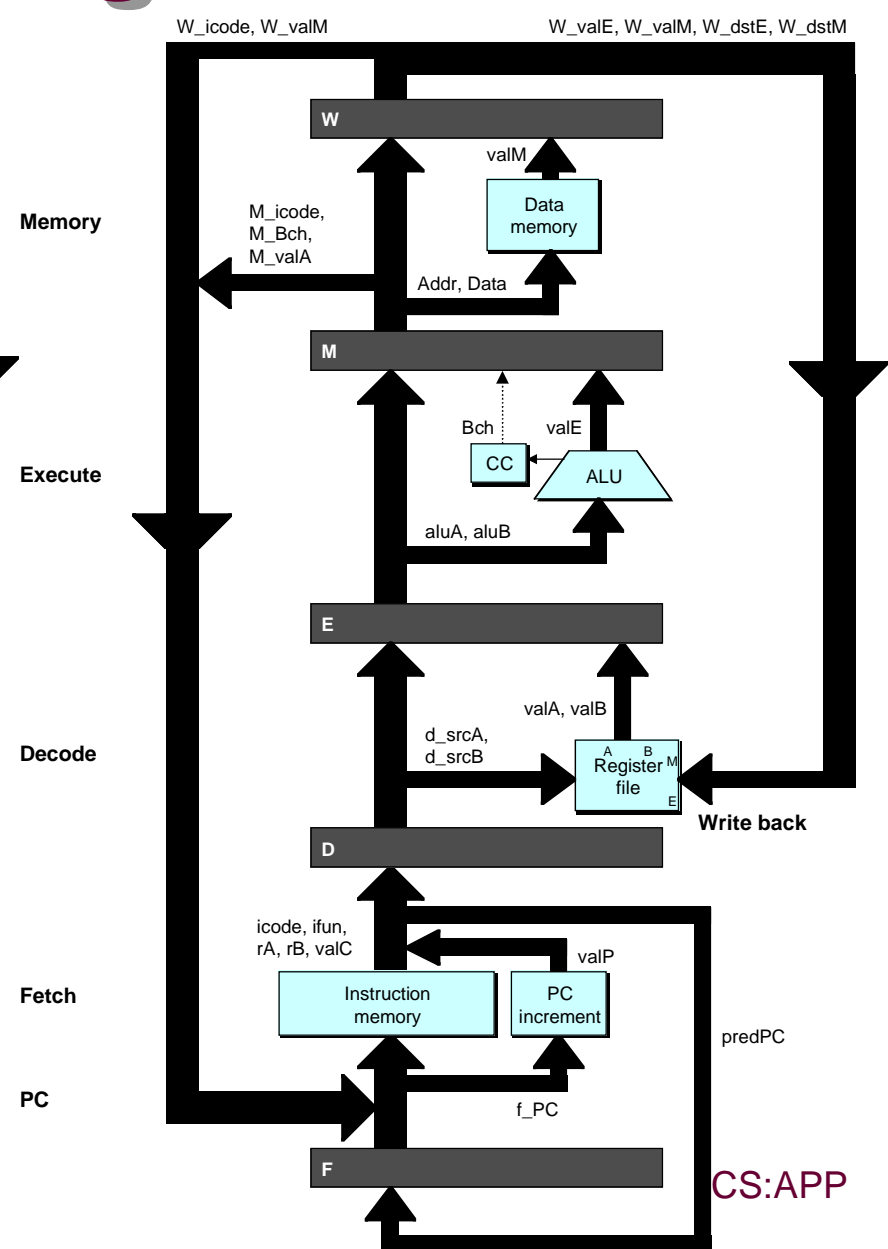 W_icode, W_valM
W_valE, W_valM, W_dstE, W_dstM
W
valM
Memory
M_icode,
M_Bch,
M_valA
Data
memory
Addr, Data
M
Bch
valE
Execute
CC
ALU
aluA, aluB
E
valA, valB
Decode
d_srcA,
d_srcB
A
B
M
Register
file
E
Write back
D
icode, ifun,
rA, rB, valC
valP
Fetch
Instruction
memory
PC
increment
predPC
PC
f_PC
F
CS:APP